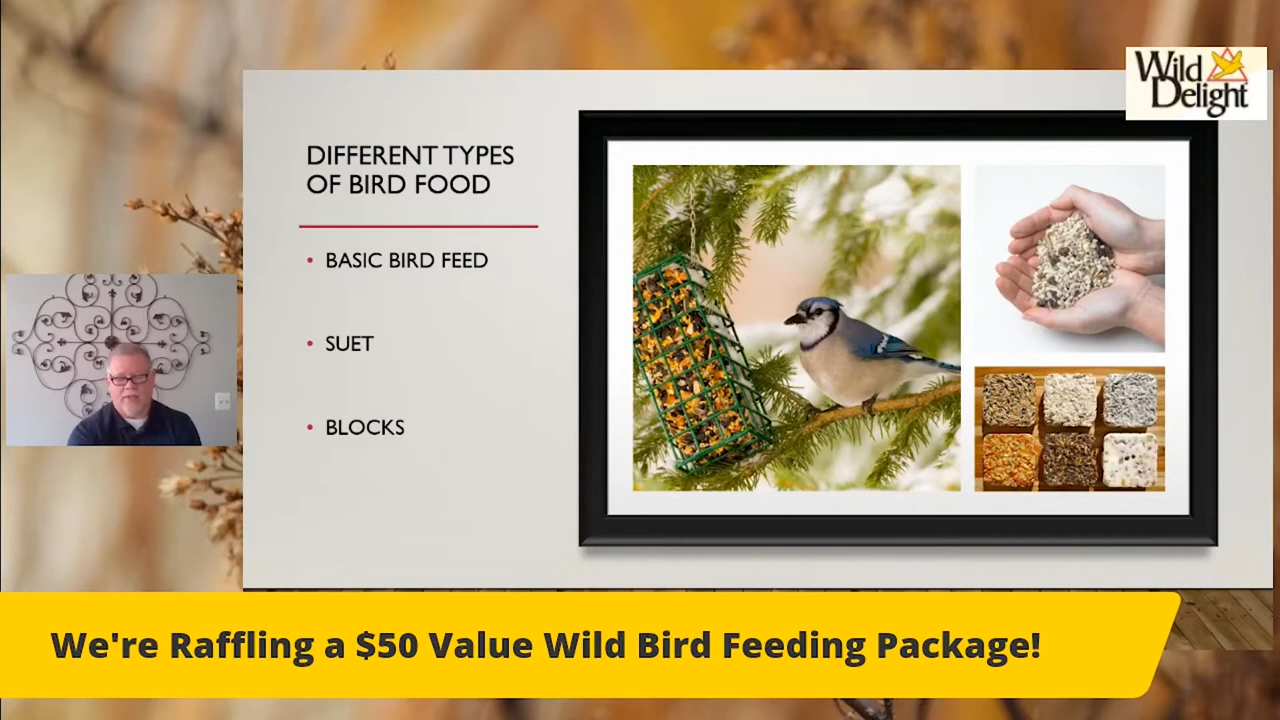 Wild
Delight
DIFFERENT TYPES
OF BIRD FOOD
• BASIC BIRD FEED
• SUET
• BLOCKS
We're Raffling a $50 Value Wild Bird Feeding Package!